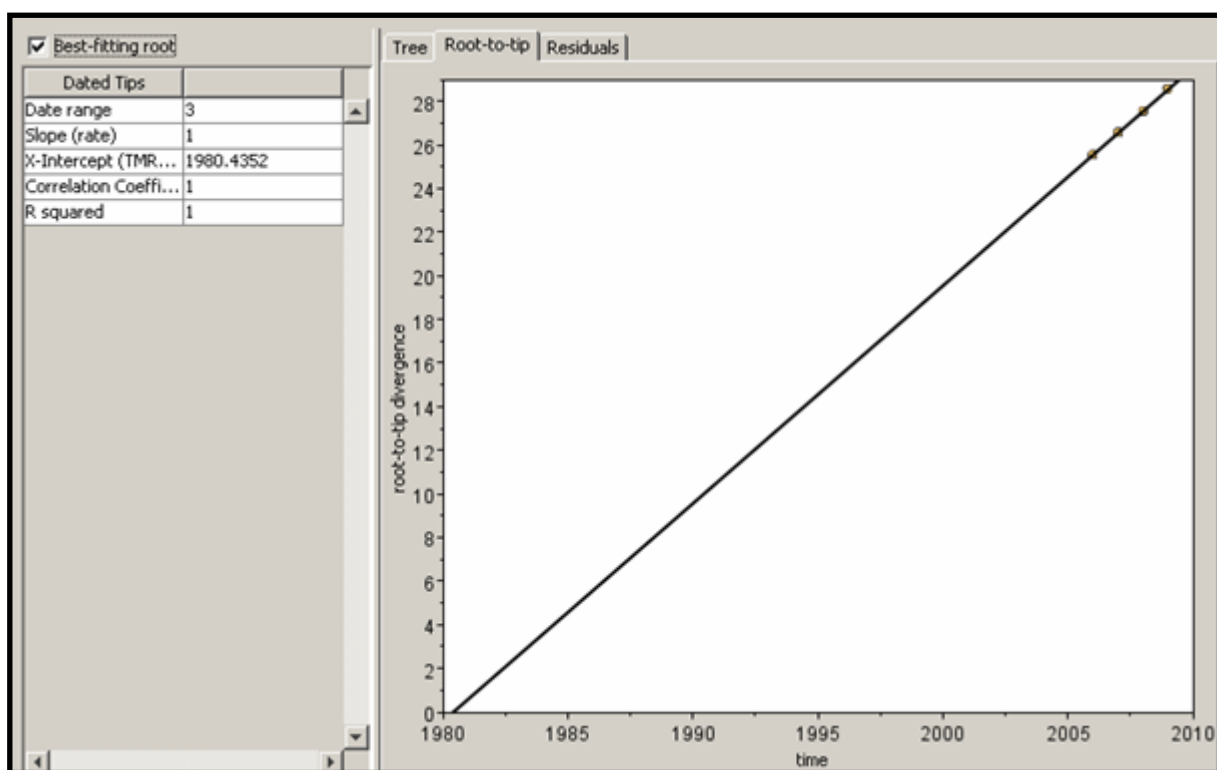 Best-fitting root
Dated Tips
Date range 3
Slope (rate) 1
X-Intercept (TMR... 1980.4352
Correlation Coeffi... 1
R squared 1
Tree Root-to-tip Residuals
28
26
24
22
20
18
16
14
12
10
8
6
4
2
0
root-to-tip divergence
1980 1985 1990 1995 2000 2005 2010
time